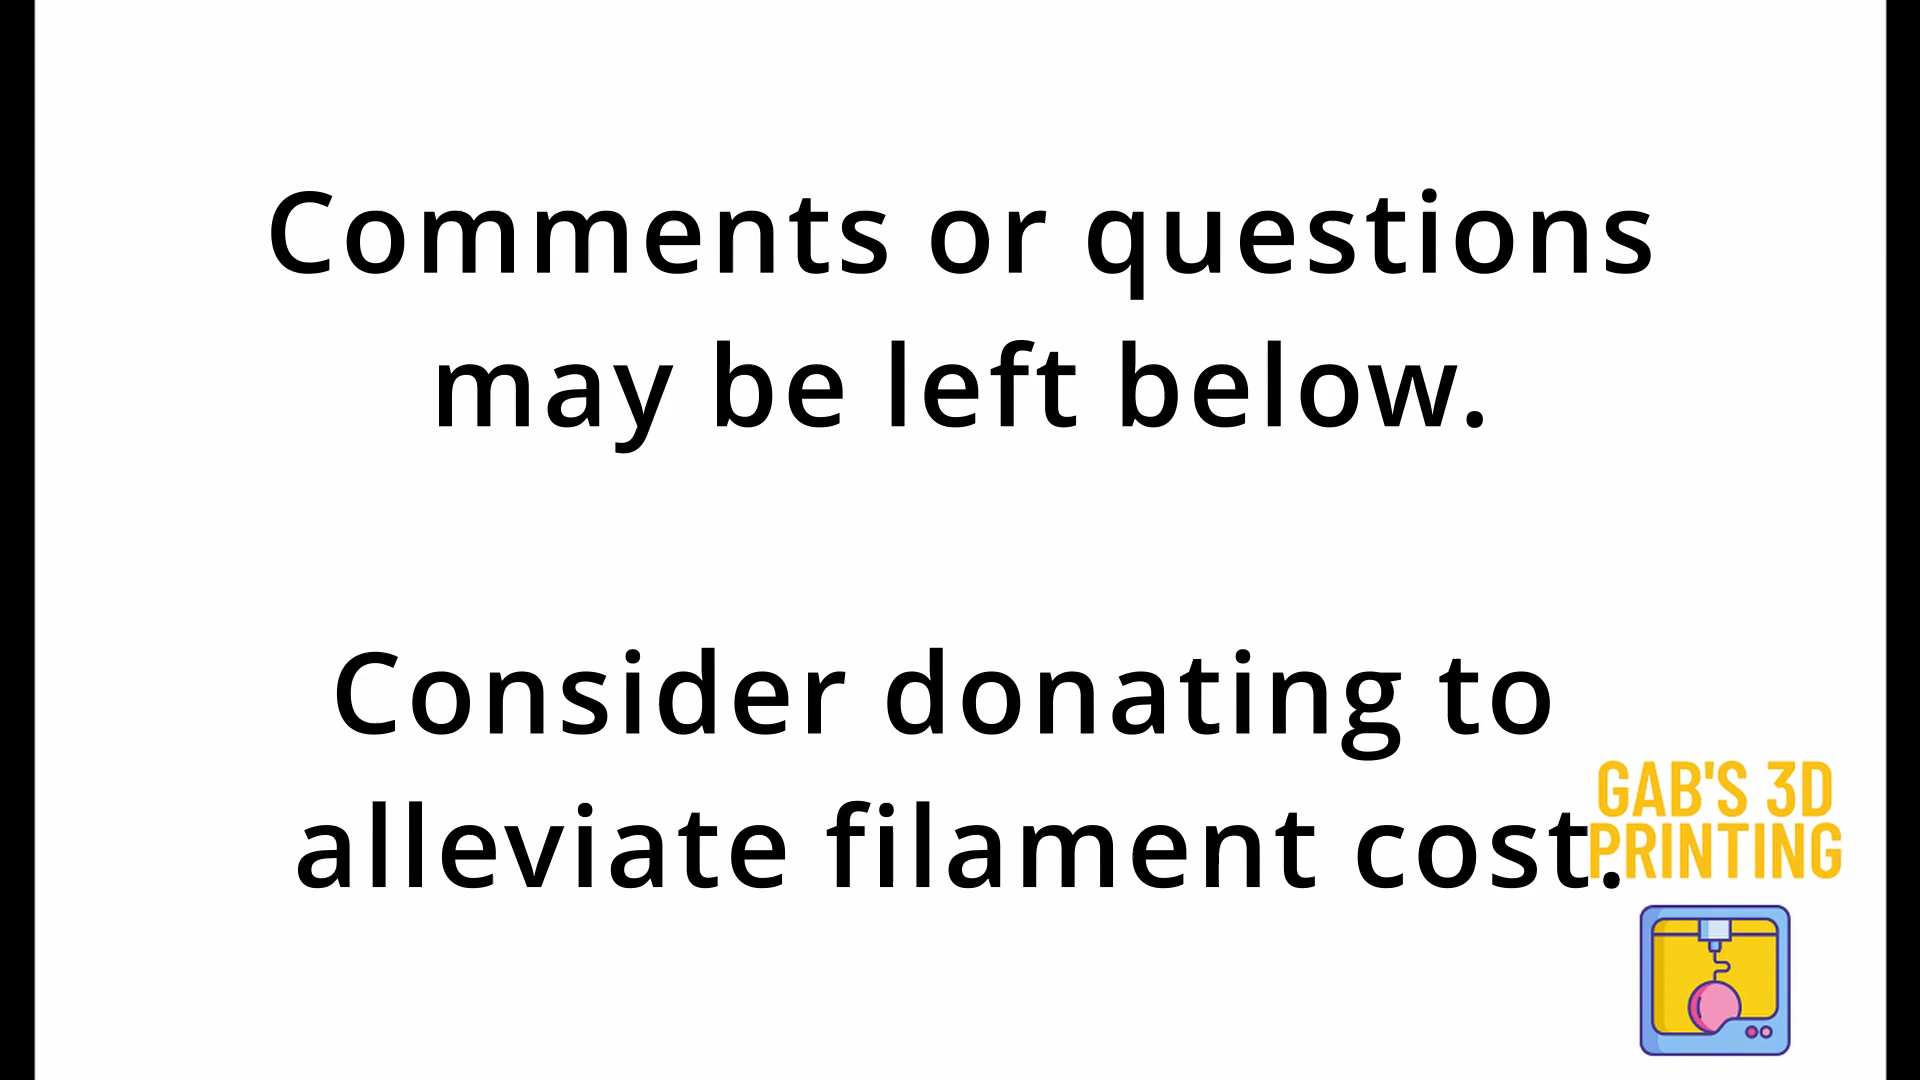 Comments or questions
may be left below.
Consider donating to
alleviate filament cost.
GAB'S 3D
PRINTING